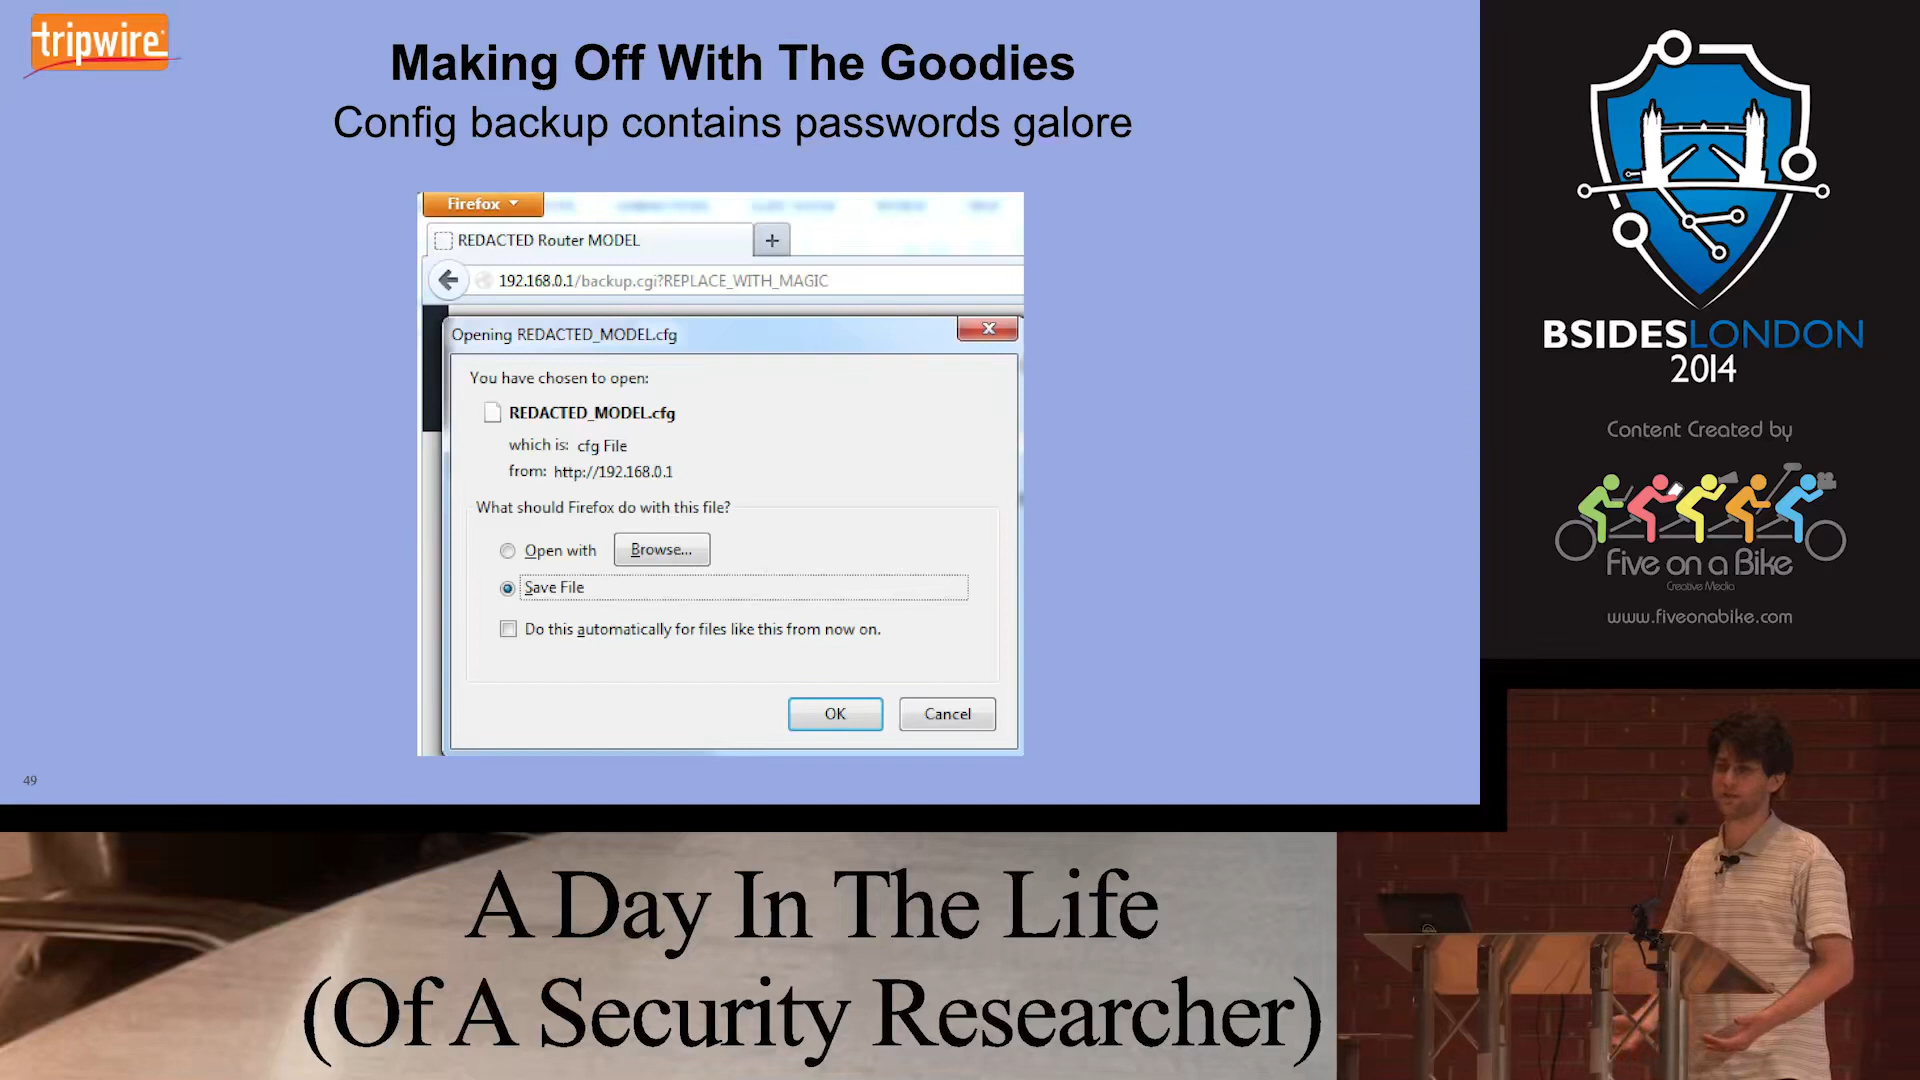 tripwire
Making Off With The Goodies
Config backup contains passwords galore
Firefox
REDACTED Router MODEL
192.168.0.1/backup.cgi?REPLACE_WITH_MAGIC
Opening REDACTED_MODEL.cfg
You have chosen to open:
REDACTED_MODEL.cfg
which is: cfg File
from: http://192.168.0.1
What should Firefox do with this file?
Open with Browse...
Save File
Do this automatically for files like this from now on.
OK Cancel
49
BSIDESLONDON
2014
Content Created by
Five on a Bike
Creative Media
www.fiveonabike.com
A Day In The Life
(Of A Security Researcher)